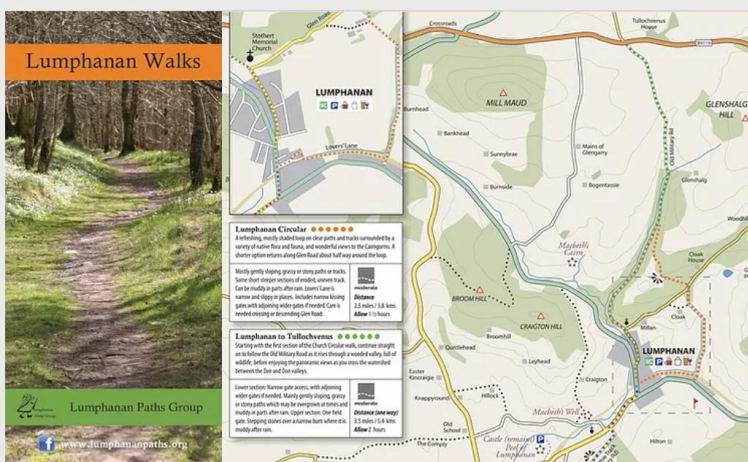 Lumphanan Walks
Lumphanan Paths Group
www.lumphananpaths.org
Stothert
Memorial
Church
Glen Road
LUMPHANAN
Lovers' Lane
Lumphanan Circular
A refreshing, mostly shaded loop on clear paths and tracks surrounded by a
variety of native flora and fauna, and wonderful views to the Cairngorms. A
shorter option returns along Glen Road about half way around the loop.
Mostly gently sloping, grassy or stony paths or tracks.
Some short steeper sections of eroded, uneven track.
Can be muddy in parts after rain. Lovers' Lane is
narrow and slippy in places. Includes narrow kissing
gates with adjoining wider gates if needed. Care is
needed crossing or descending Glen Road.
moderate
Distance
2.5 miles / 3.8 kms
Allow 1 ½ hours
Lumphanan to Tullochvenus
Starting with the first section of the Church Circular walk, continue straight
on to follow the Old Military Road as it rises through a wooded valley, full of
wildlife, before enjoying the panoramic views as you cross the watershed
between the Dee and Don valleys.
Lower section: Narrow gate access, with adjoining
wider gates if needed. Mainly gently sloping, grassy
or stony paths which may be overgrown at times and
muddy in parts after rain. Upper section: One field
gate. Stepping stones over a narrow burn where it is
muddy after rain.
moderate
Distance (one way)
3.5 miles / 5.4 kms
Allow 2 hours
Crossroads
Tullochvenus
House
MILL MAUD
GLENSHALG
HILL
Burnhead
Bankhead
Sunnybrae
Mains of
Glengarry
Old Military Rd
Glenshalg
Burnside
Bogentassie
Macbeth's
Cairn
Cloak
House
BROOM HILL
CRAIGTON HILL
Cloak
Millan
Broomhill
Quittlehead
LUMPHANAN
Leyhead
Easter
Kincraigie
Craigton
Knappyround
Hillock
Macbeth's Well
Old
School
Castle (remains)
Peel of
Lumphanan
The Comply
Hilton